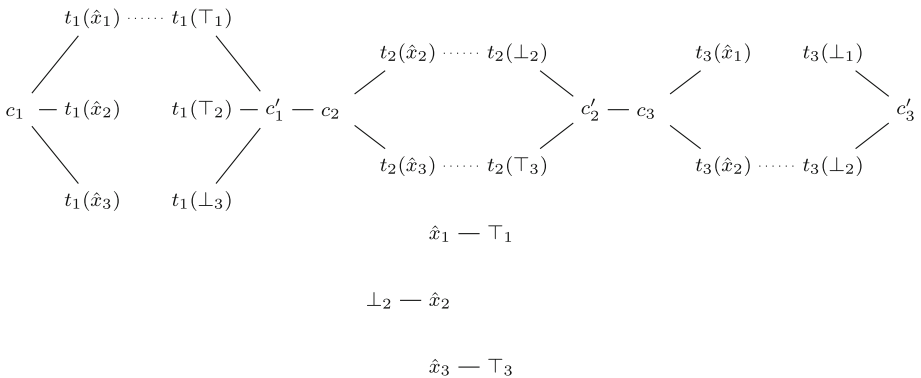 t₁(x̂₁) ...... t₁(⊤₁)
t₂(x̂₂) ...... t₂(⊥₂) t₃(x̂₁) t₃(⊥₁)
c₁ — t₁(x̂₂) t₁(⊤₂) — c′₁ — c₂ c′₂ — c₃ c′₃
t₂(x̂₃) ...... t₂(⊤₃) t₃(x̂₂) ...... t₃(⊥₂)
t₁(x̂₃) t₁(⊥₃)
x̂₁ — ⊤₁
⊥₂ — x̂₂
x̂₃ — ⊤₃